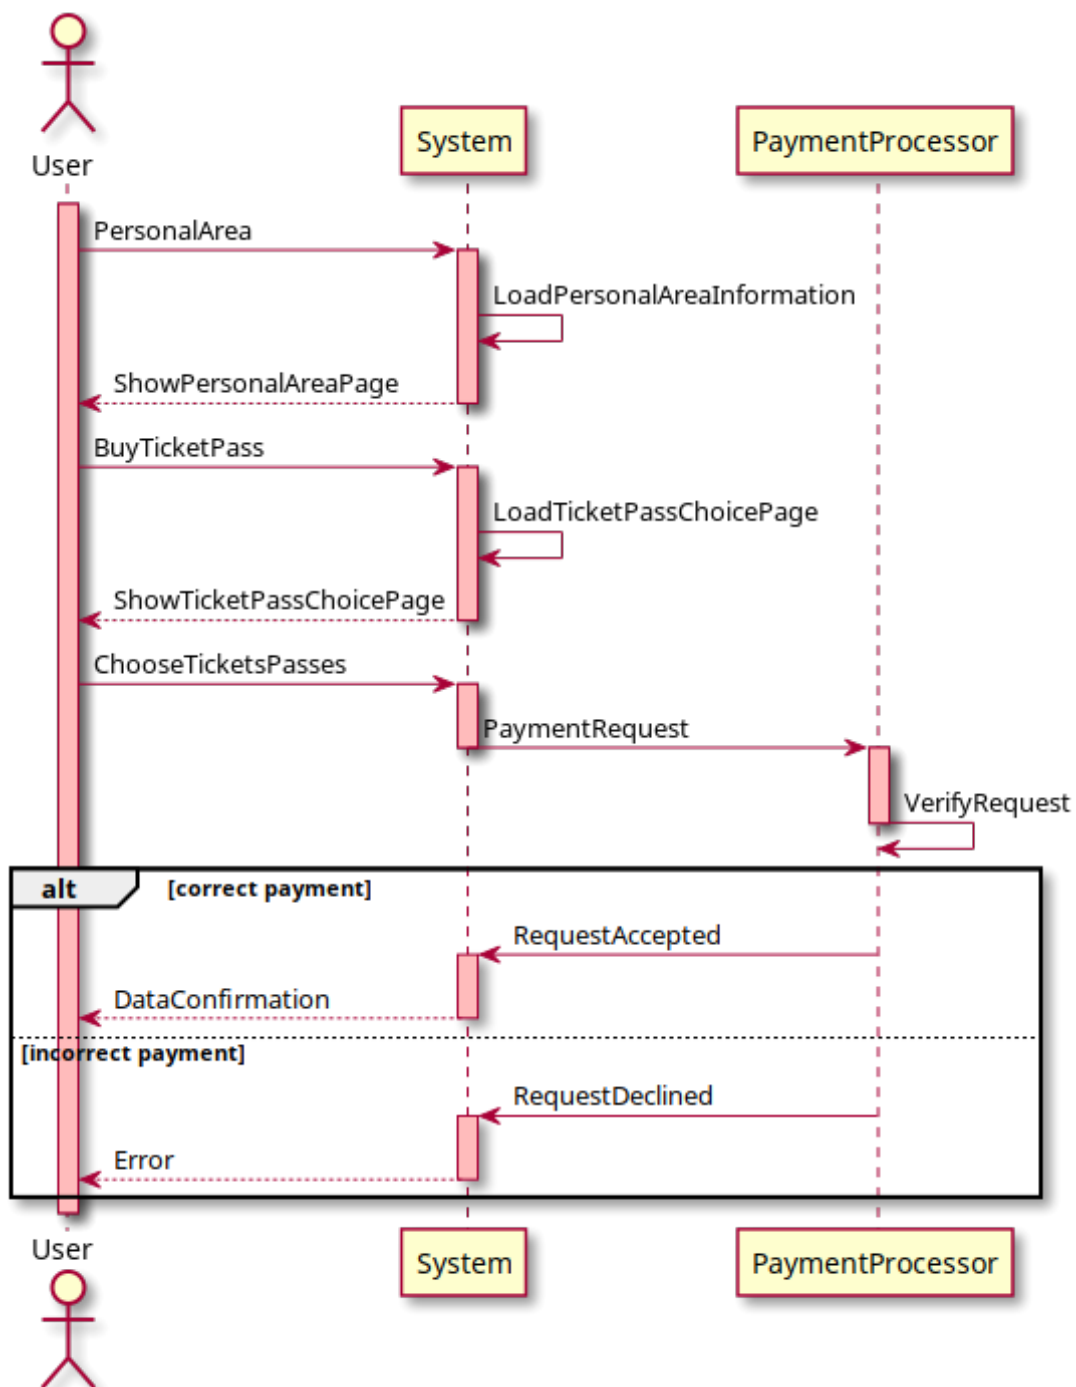 User
System
PaymentProcessor
PersonalArea
LoadPersonalAreaInformation
ShowPersonalAreaPage
BuyTicketPass
LoadTicketPassChoicePage
ShowTicketPassChoicePage
ChooseTicketsPasses
PaymentRequest
VerifyRequest
alt [correct payment]
RequestAccepted
DataConfirmation
[incorrect payment]
RequestDeclined
Error
User
System
PaymentProcessor